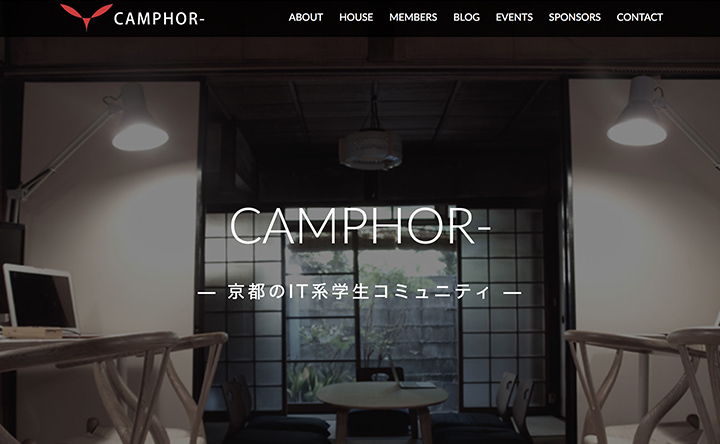 CAMPHOR-
ABOUT HOUSE MEMBERS BLOG EVENTS SPONSORS CONTACT
CAMPHOR-
— 京都のIT系学生コミュニティ —